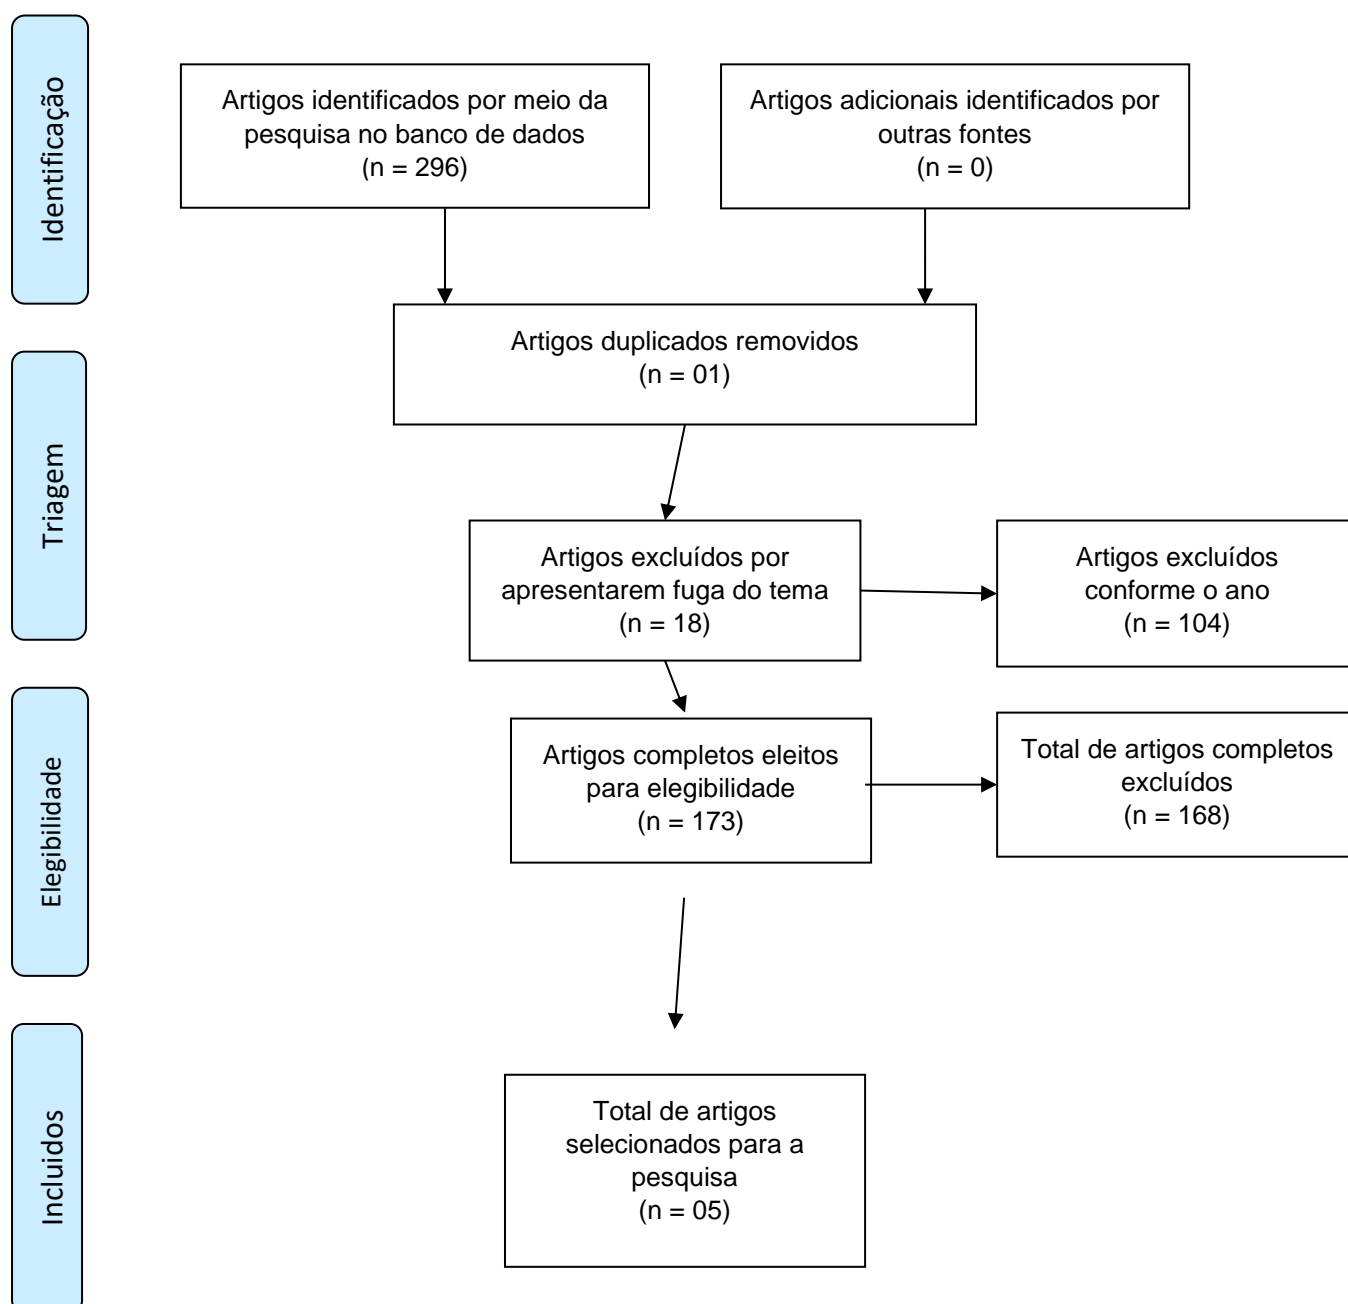 Identificação
Artigos identificados por meio da
pesquisa no banco de dados
(n = 296)
Artigos adicionais identificados por
outras fontes
(n = 0)
Artigos duplicados removidos
(n = 01)
Triagem
Artigos excluídos por
apresentarem fuga do tema
(n = 18)
Artigos excluídos
conforme o ano
(n = 104)
Elegibilidade
Artigos completos eleitos
para elegibilidade
(n = 173)
Total de artigos completos
excluídos
(n = 168)
Incluidos
Total de artigos
selecionados para a
pesquisa
(n = 05)